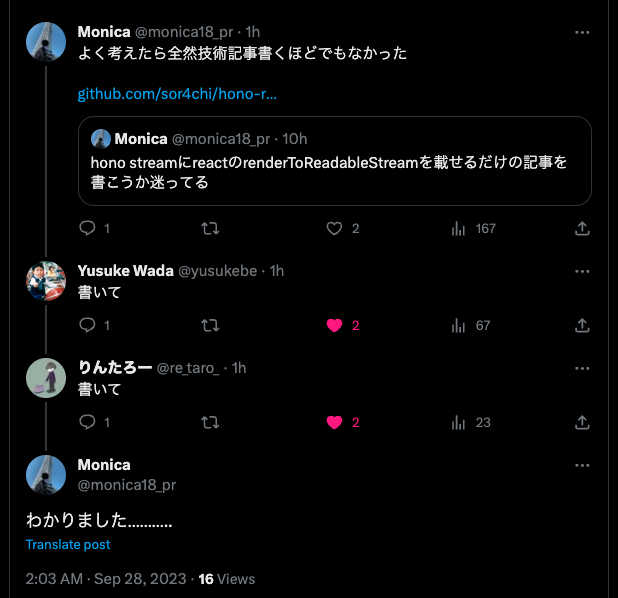 Monica @monica18_pr · 1h
よく考えたら全然技術記事書くほどでもなかった
github.com/sor4chi/hono-r...
Monica @monica18_pr · 10h
hono streamにreactのrenderToReadableStreamを載せるだけの記事を
書こうか迷ってる
1 2 167
Yusuke Wada @yusukebe · 1h
書いて
1 2 67
りんたろー @re_taro_ · 1h
書いて
1 2 23
Monica
@monica18_pr
わかりました...........
Translate post
2:03 AM · Sep 28, 2023 · 16 Views